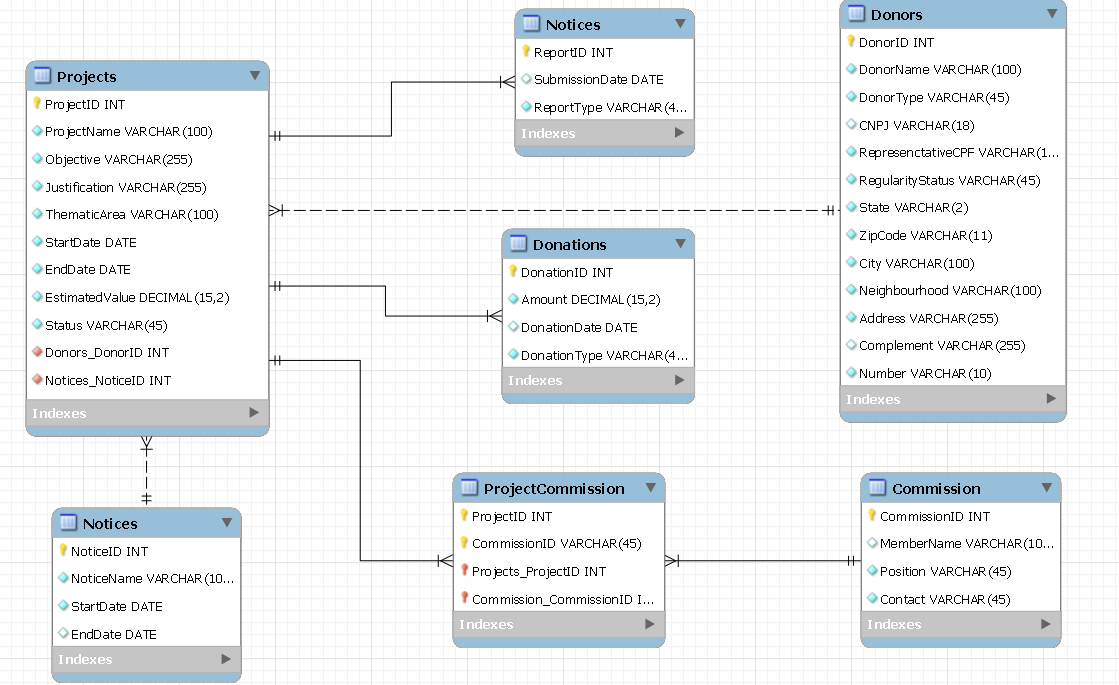 Projects
ProjectID INT
ProjectName VARCHAR(100)
Objective VARCHAR(255)
Justification VARCHAR(255)
ThematicArea VARCHAR(100)
StartDate DATE
EndDate DATE
EstimatedValue DECIMAL(15,2)
Status VARCHAR(45)
Donors_DonorID INT
Notices_NoticeID INT
Indexes
Notices
ReportID INT
SubmissionDate DATE
ReportType VARCHAR(4...
Indexes
Donors
DonorID INT
DonorName VARCHAR(100)
DonorType VARCHAR(45)
CNPJ VARCHAR(18)
RepresenctativeCPF VARCHAR(1...
RegularityStatus VARCHAR(45)
State VARCHAR(2)
ZipCode VARCHAR(11)
City VARCHAR(100)
Neighbourhood VARCHAR(100)
Address VARCHAR(255)
Complement VARCHAR(255)
Number VARCHAR(10)
Indexes
Donations
DonationID INT
Amount DECIMAL(15,2)
DonationDate DATE
DonationType VARCHAR(4...
Indexes
Notices
NoticeID INT
NoticeName VARCHAR(10...
StartDate DATE
EndDate DATE
Indexes
ProjectCommission
ProjectID INT
CommissionID VARCHAR(45)
Projects_ProjectID INT
Commission_CommissionID I...
Indexes
Commission
CommissionID INT
MemberName VARCHAR(10...
Position VARCHAR(45)
Contact VARCHAR(45)
Indexes